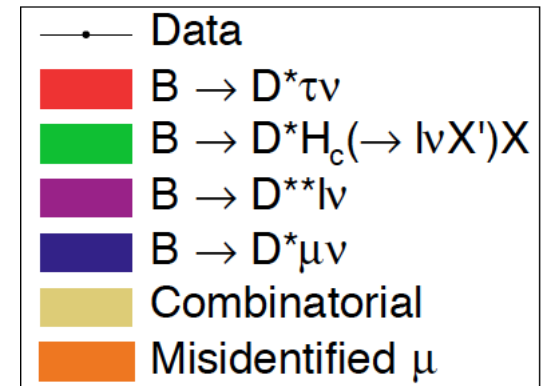 Data
B → D*τν
B → D*H_c(→ lνX')X
B → D**lν
B → D*μν
Combinatorial
Misidentified μ